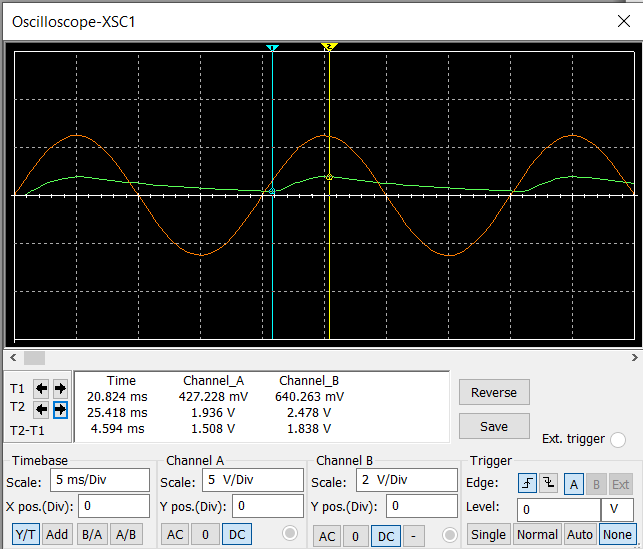 Oscilloscope-XSC1
1 2
Time Channel_A Channel_B
T1 20.824 ms 427.228 mV 640.263 mV
T2 25.418 ms 1.936 V 2.478 V
T2-T1 4.594 ms 1.508 V 1.838 V
Reverse
Save
Ext. trigger
Timebase Channel A Channel B Trigger
Scale: 5 ms/Div Scale: 5 V/Div Scale: 2 V/Div Edge: A B Ext
X pos.(Div): 0 Y pos.(Div): 0 Y pos.(Div): 0 Level: 0 V
Y/T Add B/A A/B AC 0 DC AC 0 DC - Single Normal Auto None